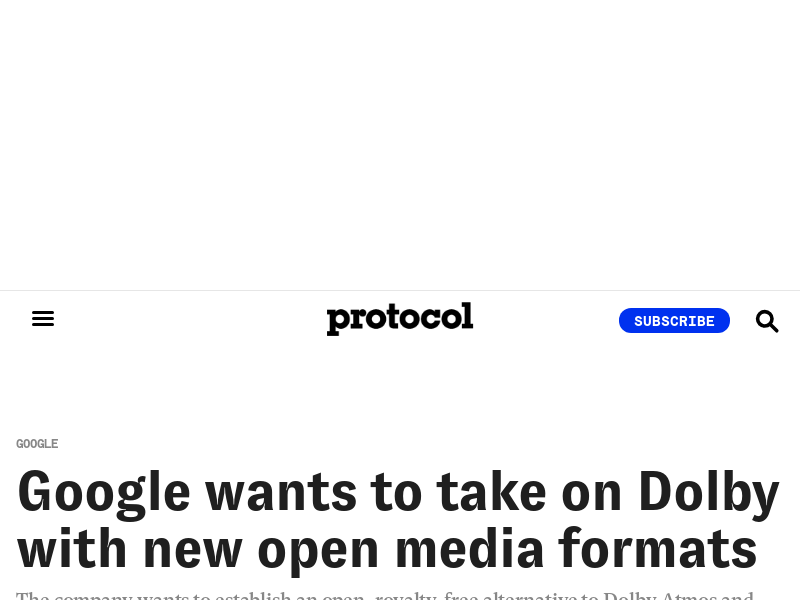 protocol
SUBSCRIBE
GOOGLE
Google wants to take on Dolby
with new open media formats
The company wants to establish an open, royalty-free alternative to Dolby Atmos and